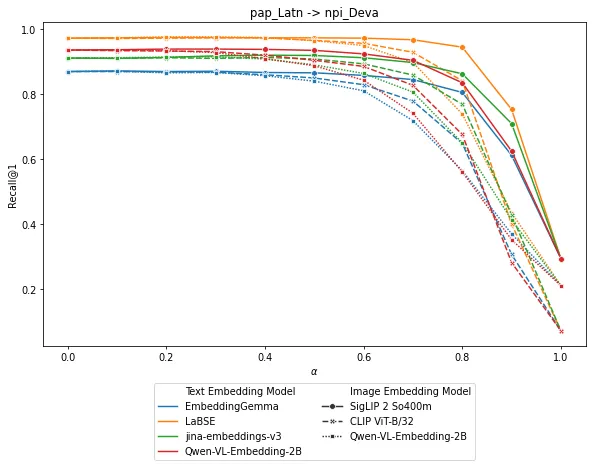 pap_Latn -> npi_Deva
Recall@1
1.0
0.8
0.6
0.4
0.2
0.0 0.2 0.4 0.6 0.8 1.0
α
Text Embedding Model
EmbeddingGemma
LaBSE
jina-embeddings-v3
Qwen-VL-Embedding-2B
Image Embedding Model
SigLIP 2 So400m
CLIP ViT-B/32
Qwen-VL-Embedding-2B